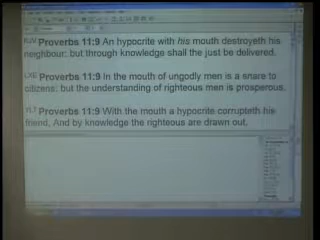 KJV Proverbs 11:9 An hypocrite with his mouth destroyeth his
neighbour: but through knowledge shall the just be delivered.
LXE Proverbs 11:9 In the mouth of ungodly men is a snare to
citizens: but the understanding of righteous men is prosperous.
YLT Proverbs 11:9 With the mouth a hypocrite corrupteth his
friend, And by knowledge the righteous are drawn out.